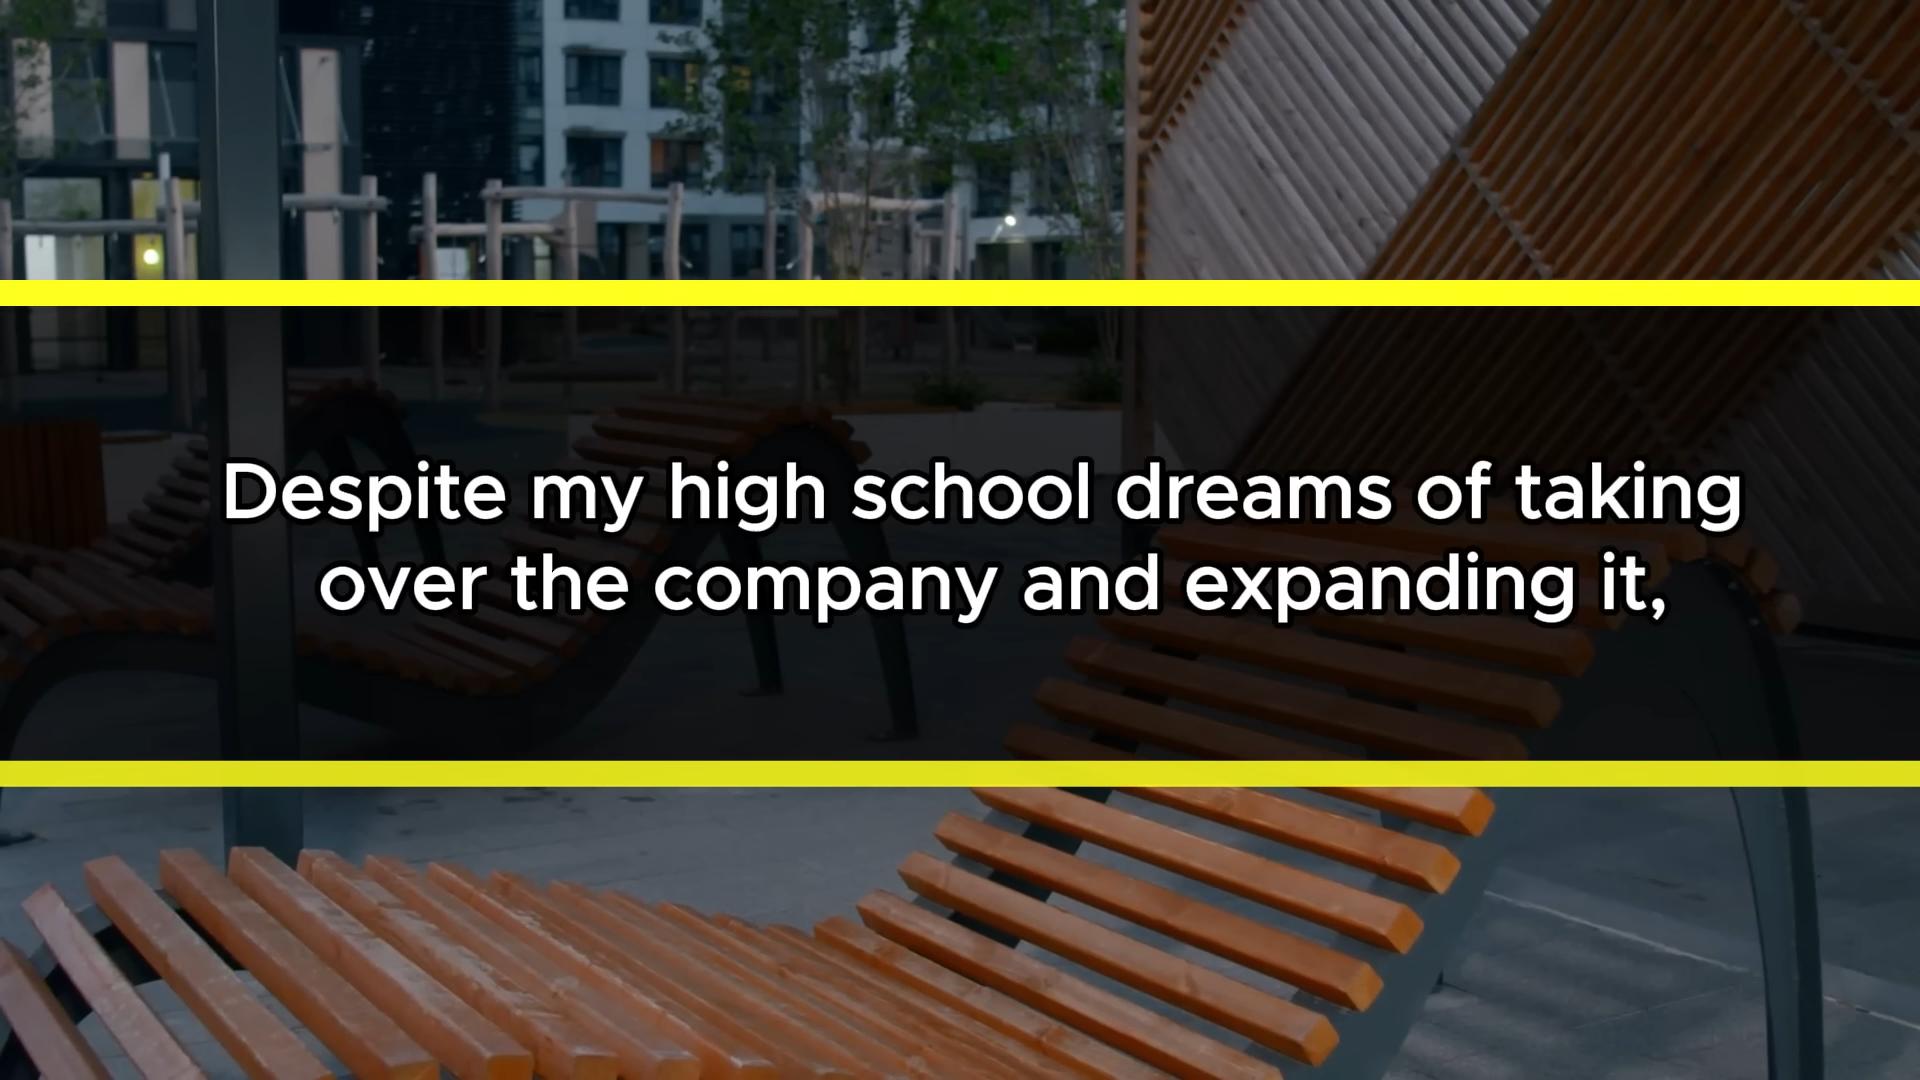 Despite my high school dreams of taking
over the company and expanding it,